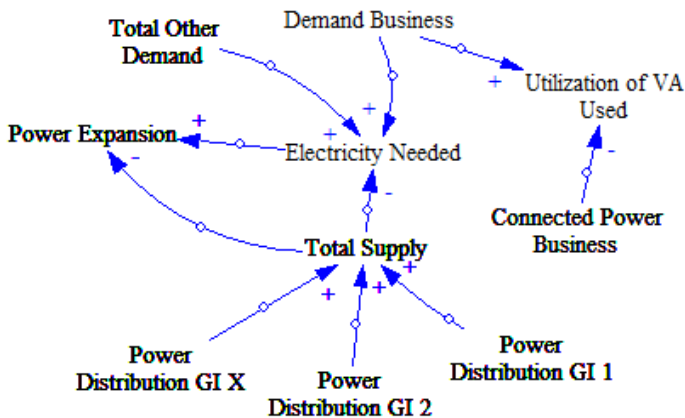 Total Other
Demand
Demand Business
+
Utilization of VA
Used
+
+
+
Power Expansion
-
Electricity Needed
-
-
Connected Power
Business
Total Supply
+
+
+
Power
Distribution GI X
Power
Distribution GI 2
Power
Distribution GI 1